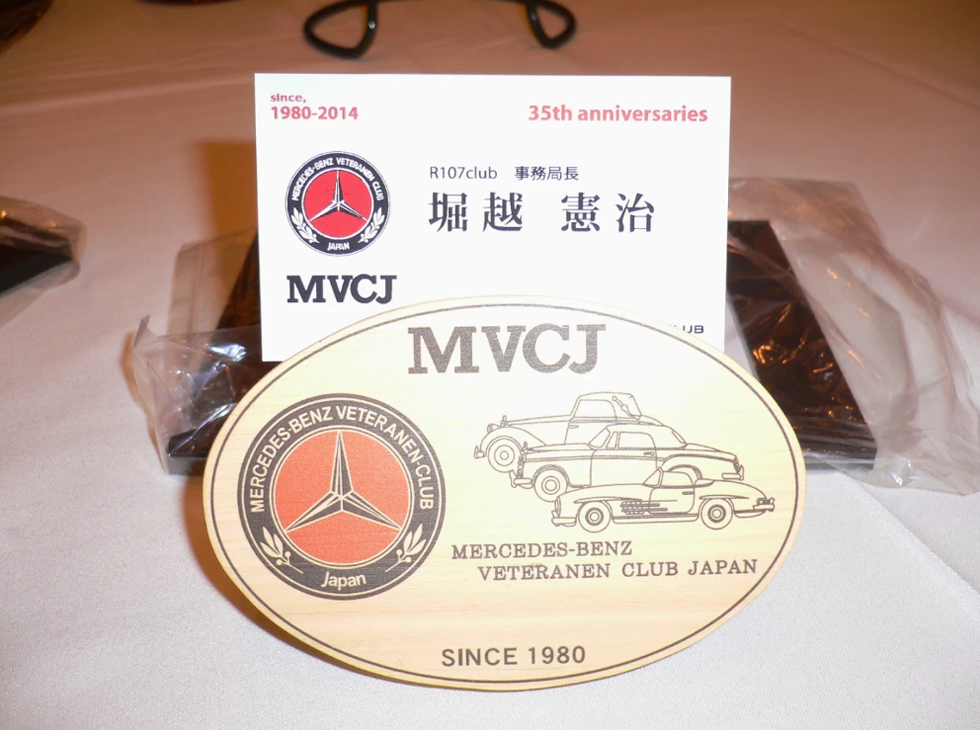 since,
1980-2014
35th anniversaries
MERCEDES-BENZ VETERANEN CLUB
JAPAN
R107club 事務局長
堀越 憲治
MVCJ
MVCJ
MERCEDES-BENZ VETERANEN-CLUB
Japan
MERCEDES-BENZ
VETERANEN CLUB JAPAN
SINCE 1980